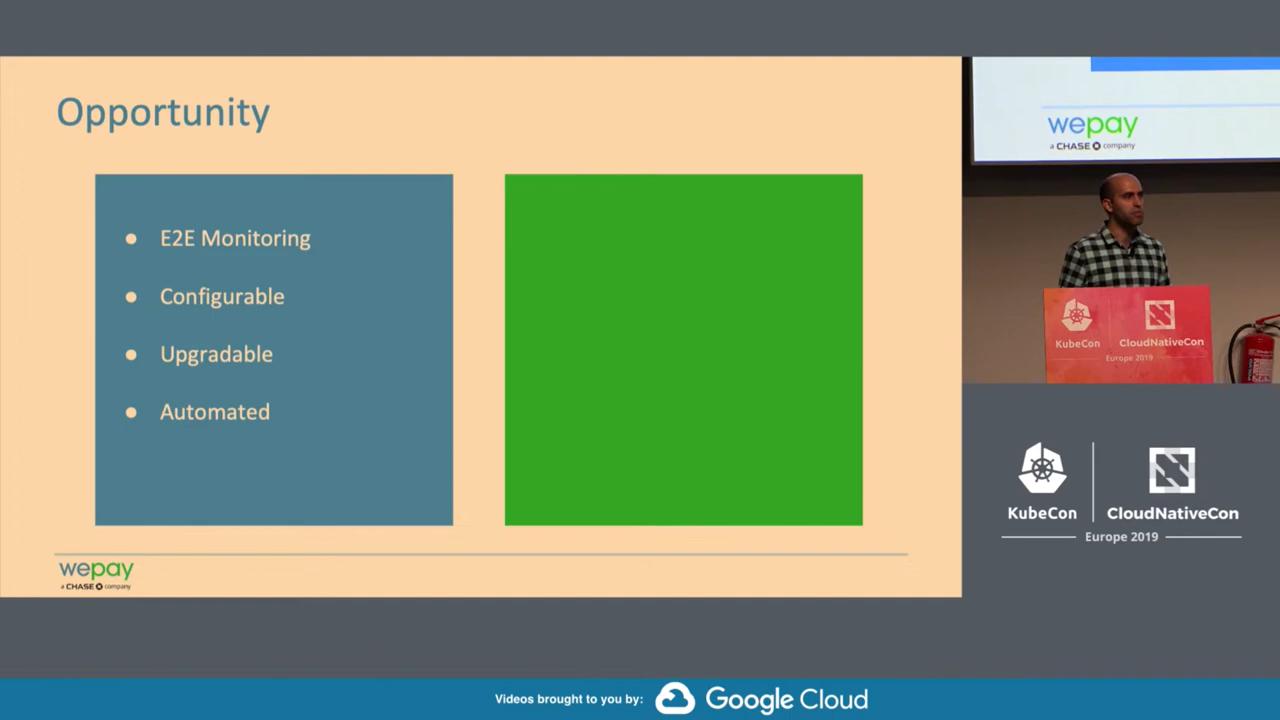 Opportunity
● E2E Monitoring
● Configurable
● Upgradable
● Automated
wepay
a CHASE company
wepay
a CHASE company
KubeCon
CloudNativeCon
Europe 2019
KubeCon
CloudNativeCon
Europe 2019
Videos brought to you by:
Google Cloud